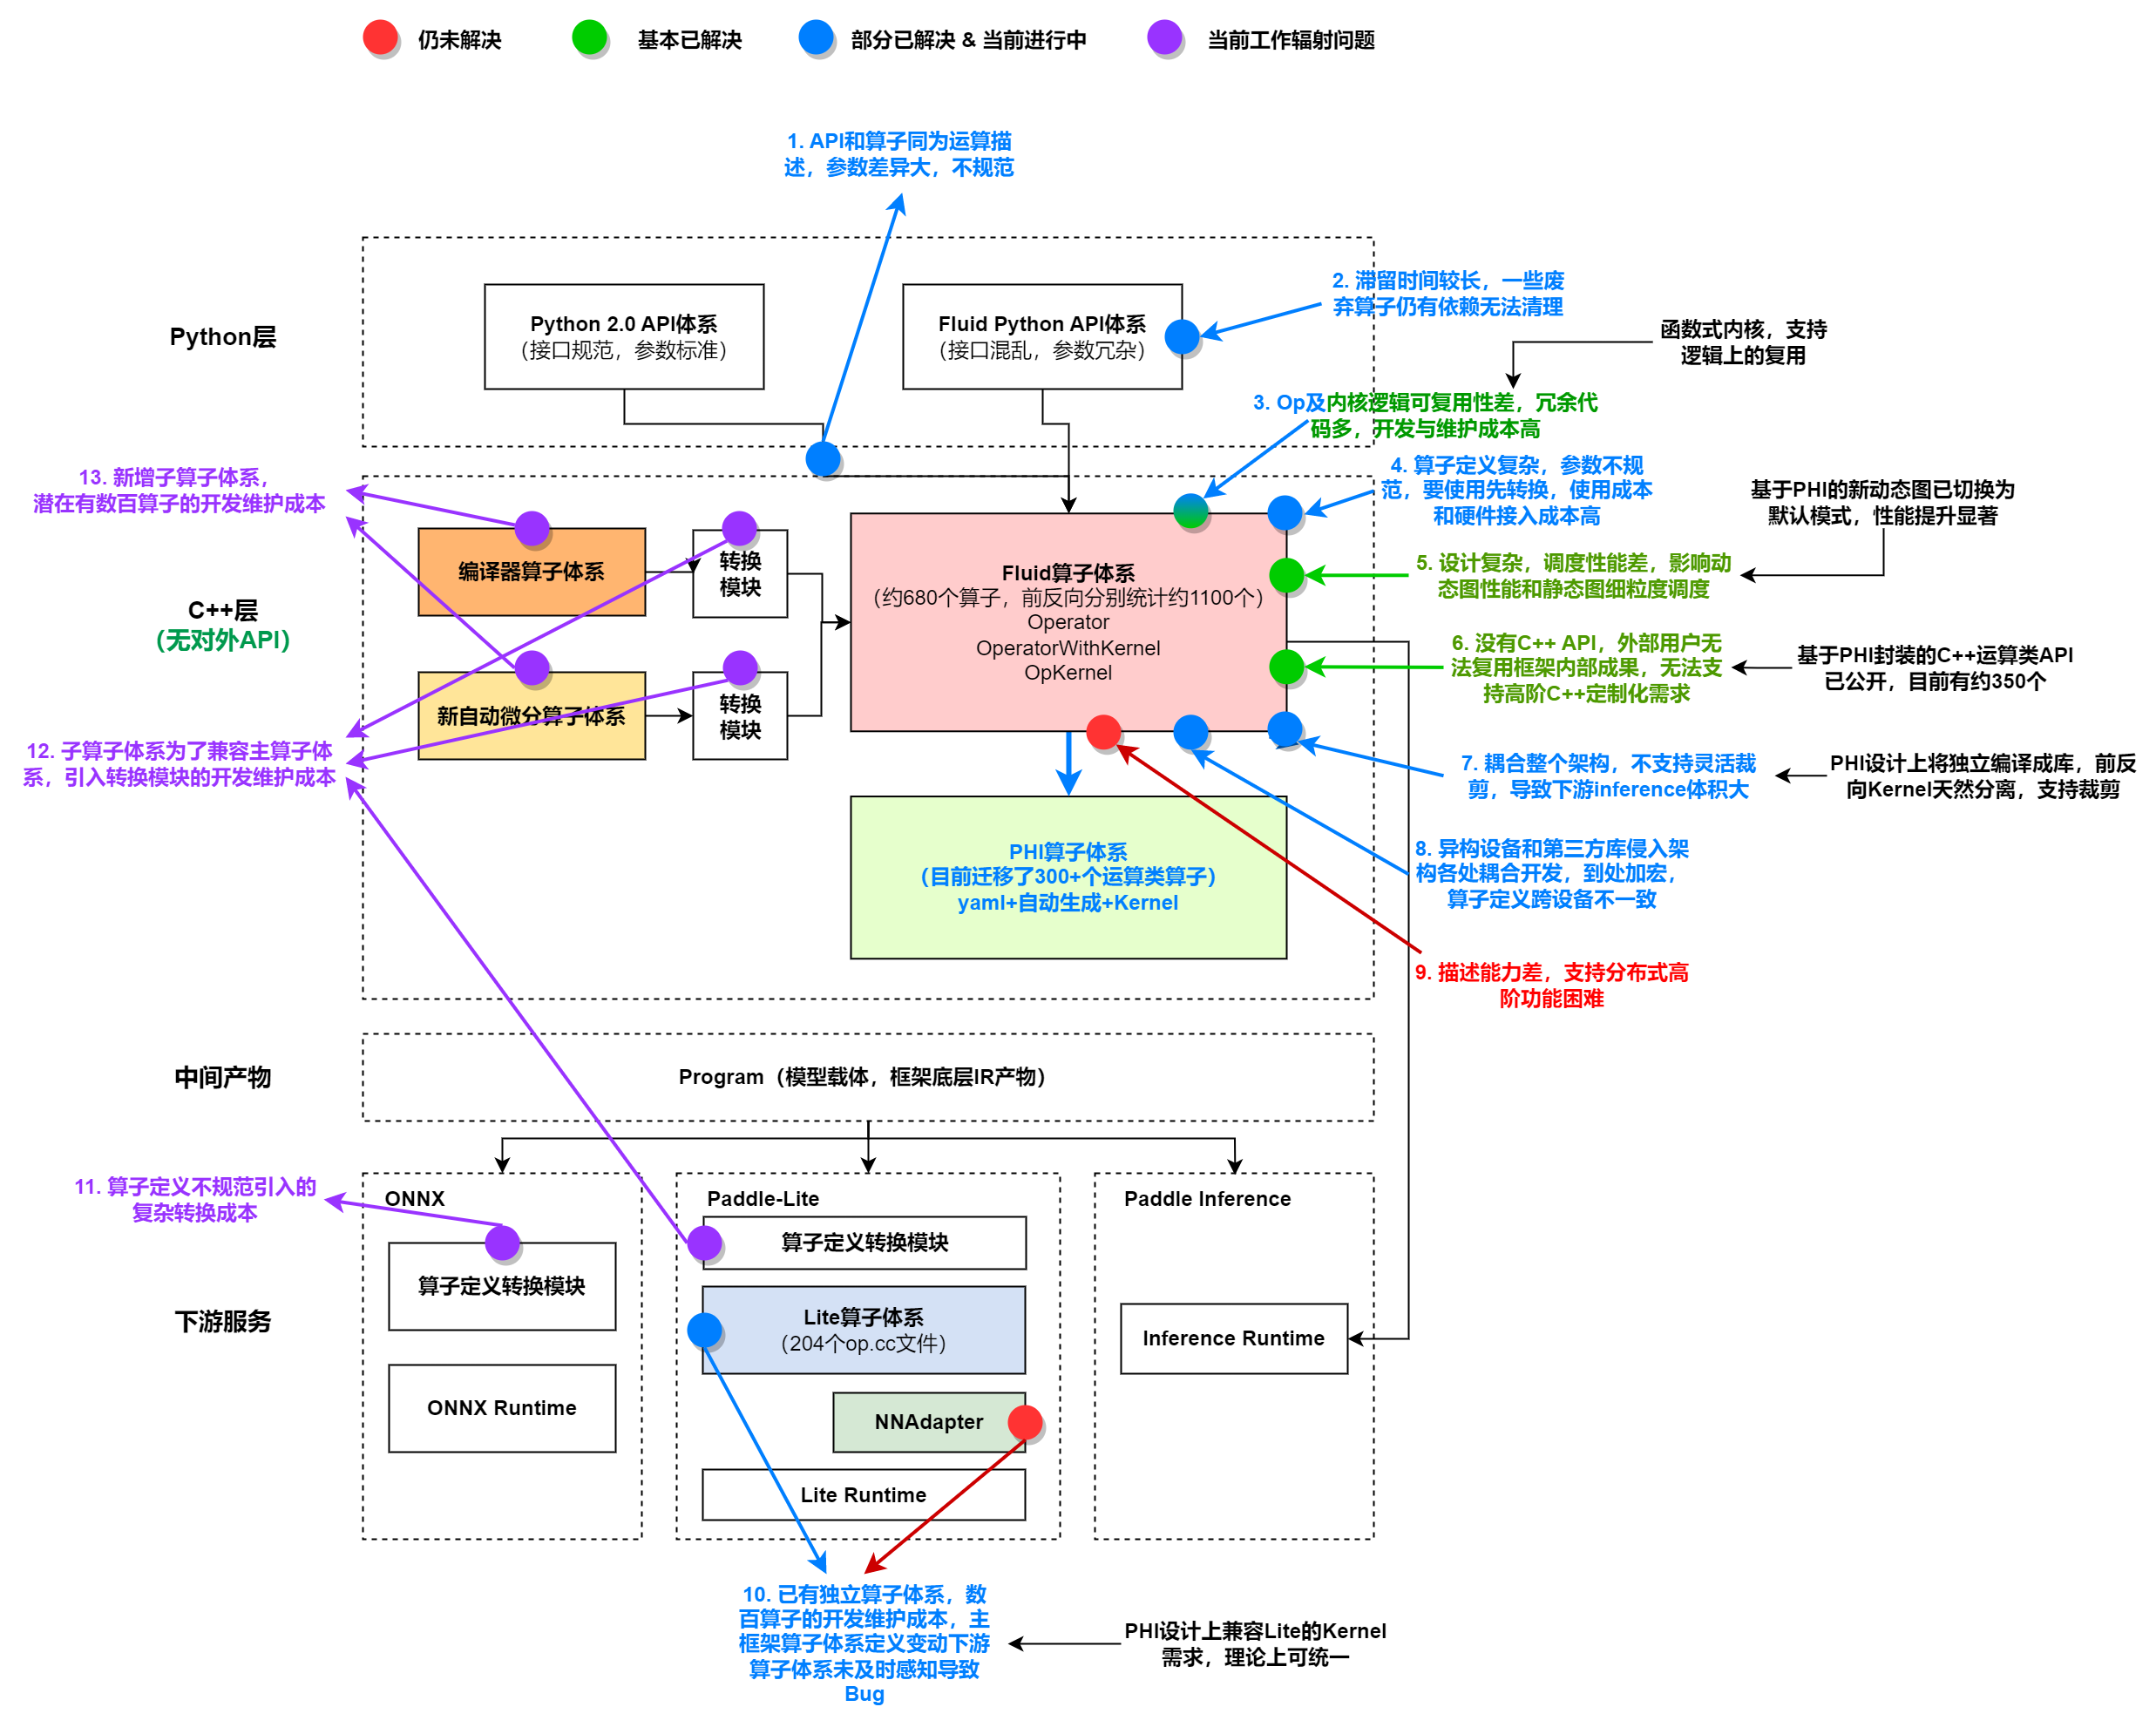 仍未解决
基本已解决
部分已解决 & 当前进行中
当前工作辐射问题
1. API和算子同为运算描
述，参数差异大，不规范
Python层
Python 2.0 API体系
（接口规范，参数标准）
Fluid Python API体系
（接口混乱，参数冗杂）
2. 滞留时间较长，一些废
弃算子仍有依赖无法清理
函数式内核，支持
逻辑上的复用
3. Op及内核逻辑可复用性差，冗余代
码多，开发与维护成本高
13. 新增子算子体系，
潜在有数百算子的开发维护成本
4. 算子定义复杂，参数不规
范，要使用先转换，使用成本
和硬件接入成本高
基于PHI的新动态图已切换为
默认模式，性能提升显著
C++层
（无对外API）
编译器算子体系
转换
模块
Fluid算子体系
（约680个算子，前反向分别统计约1100个）
Operator
OperatorWithKernel
OpKernel
5. 设计复杂，调度性能差，影响动
态图性能和静态图细粒度调度
6. 没有C++ API，外部用户无
法复用框架内部成果，无法支
持高阶C++定制化需求
基于PHI封装的C++运算类API
已公开，目前有约350个
新自动微分算子体系
转换
模块
12. 子算子体系为了兼容主算子体
系，引入转换模块的开发维护成本
7. 耦合整个架构，不支持灵活裁
剪，导致下游inference体积大
PHI设计上将独立编译成库，前反
向Kernel天然分离，支持裁剪
PHI算子体系
（目前迁移了300+个运算类算子）
yaml+自动生成+Kernel
8. 异构设备和第三方库侵入架
构各处耦合开发，到处加宏，
算子定义跨设备不一致
9. 描述能力差，支持分布式高
阶功能困难
中间产物
Program（模型载体，框架底层IR产物）
11. 算子定义不规范引入的
复杂转换成本
下游服务
ONNX
算子定义转换模块
ONNX Runtime
Paddle-Lite
算子定义转换模块
Lite算子体系
（204个op.cc文件）
NNAdapter
Lite Runtime
Paddle Inference
Inference Runtime
10. 已有独立算子体系，数
百算子的开发维护成本，主
框架算子体系定义变动下游
算子体系未及时感知导致
Bug
PHI设计上兼容Lite的Kernel
需求，理论上可统一